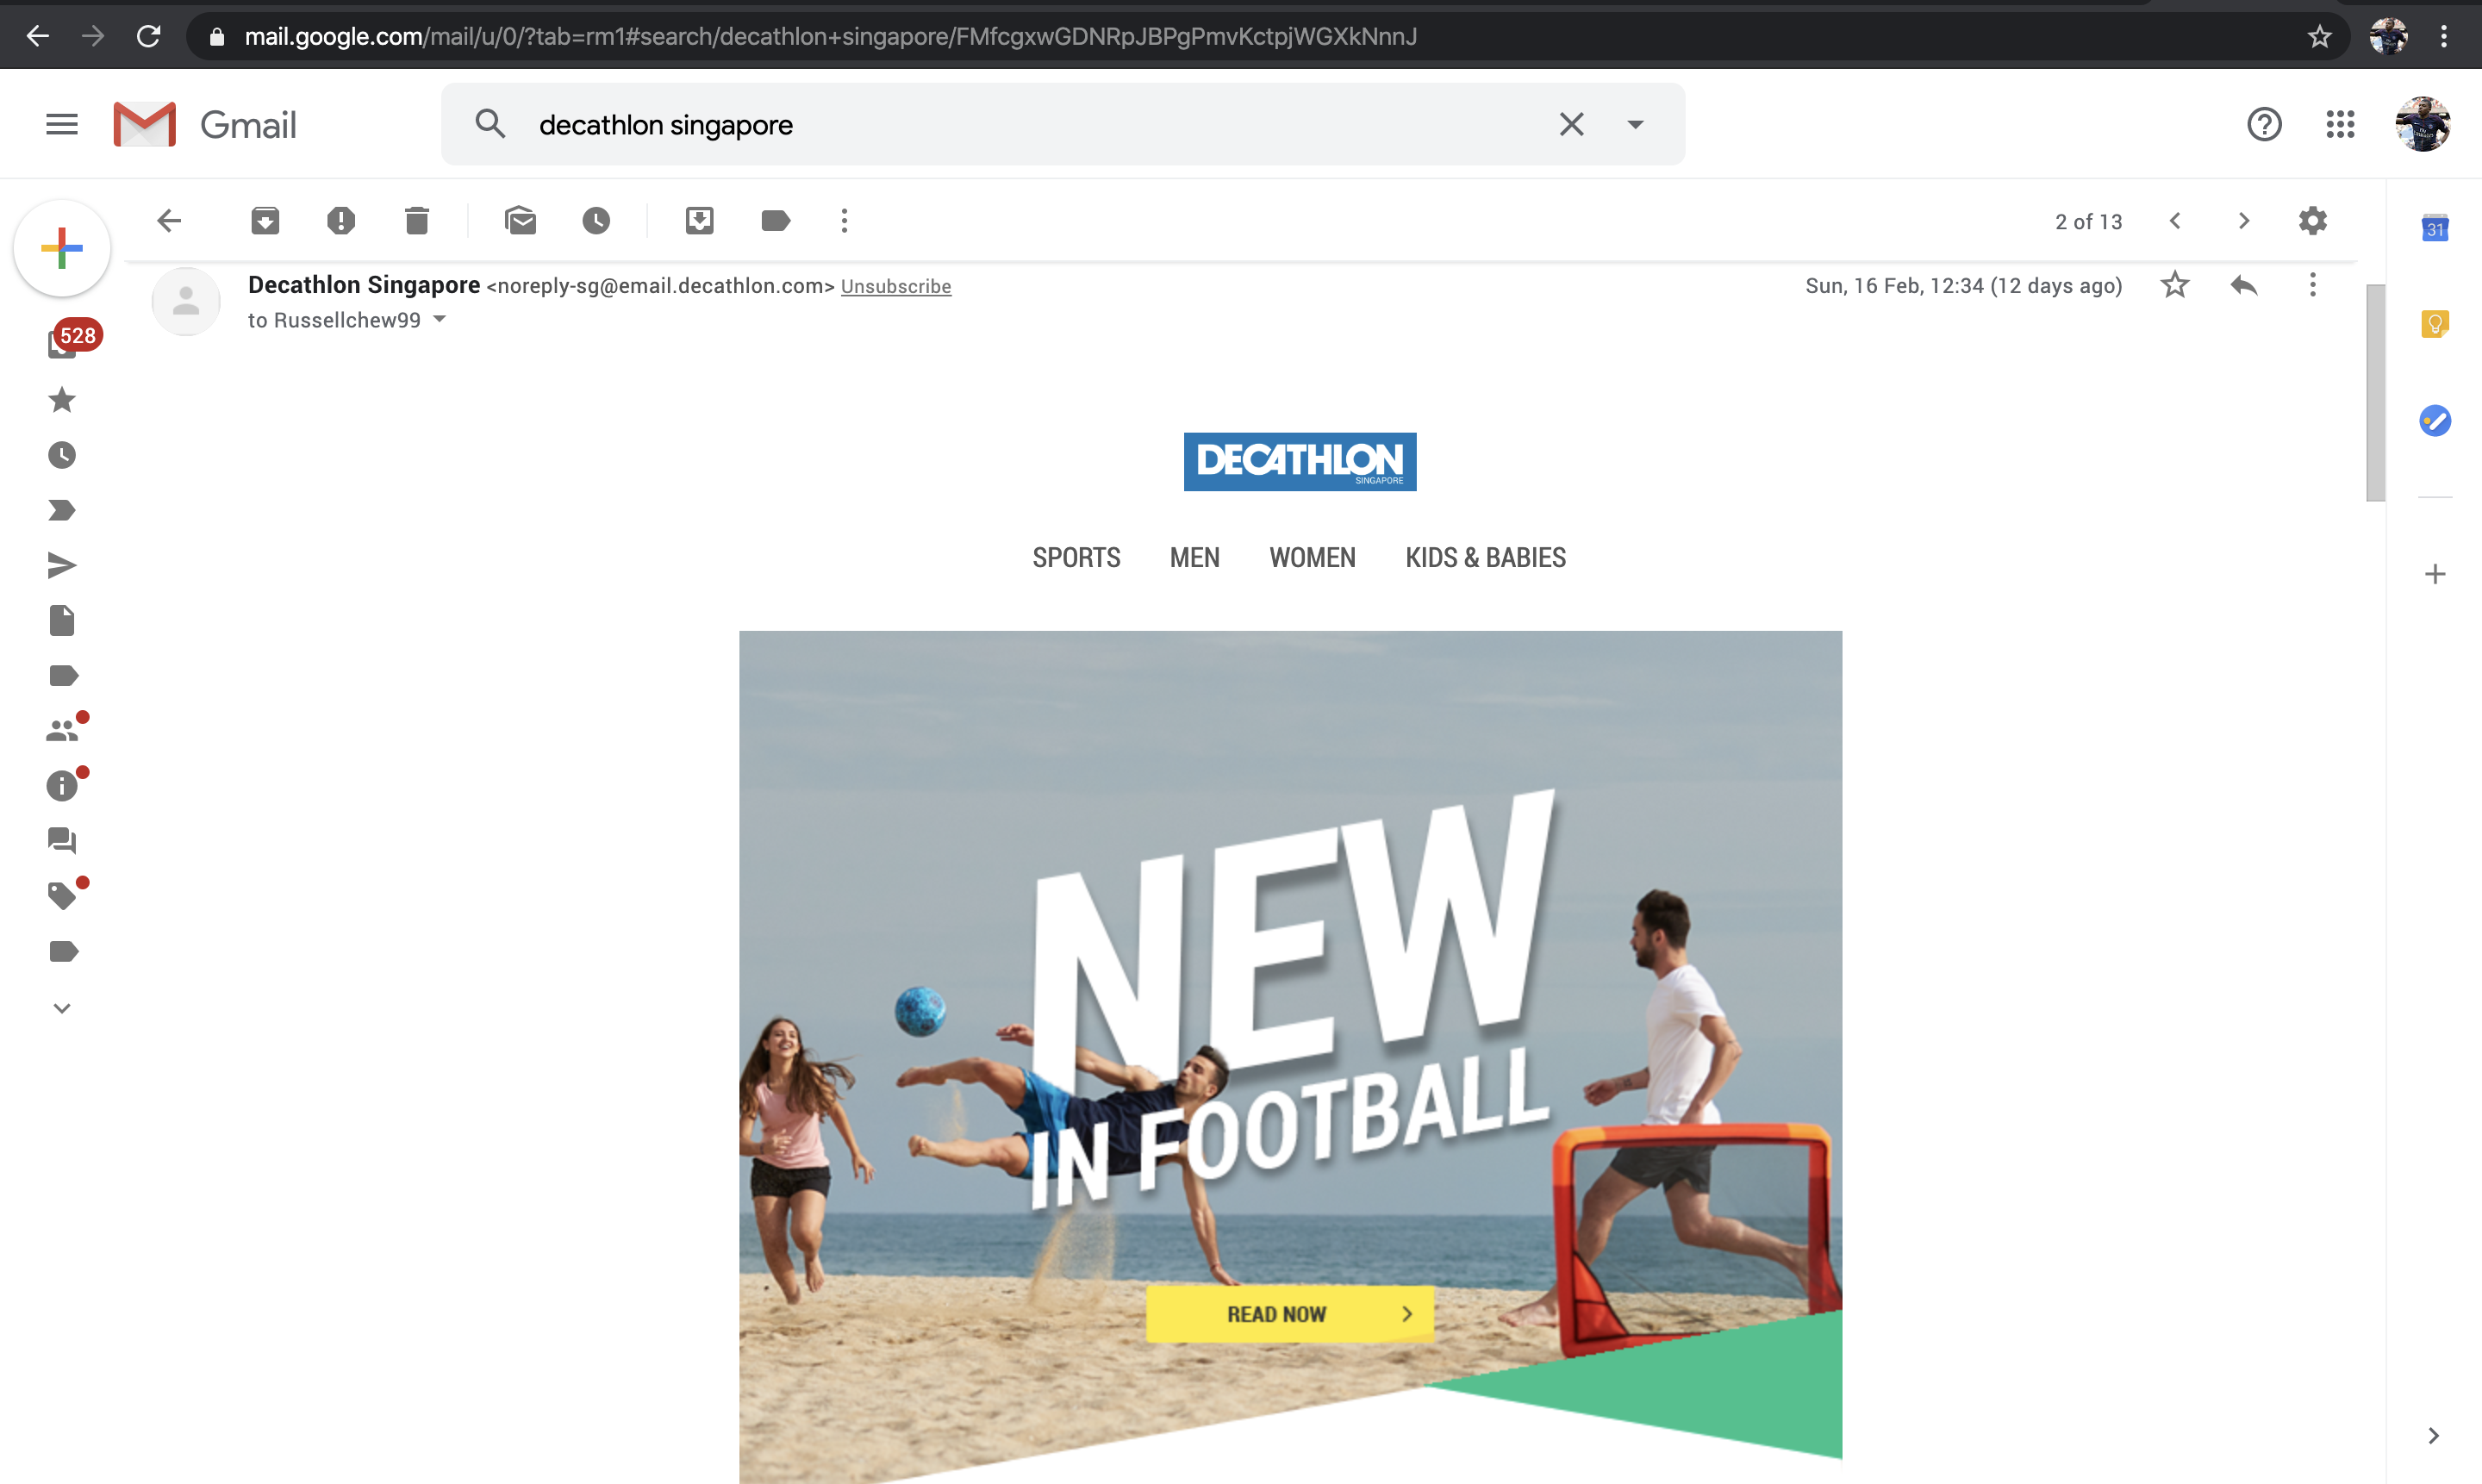 mail.google.com/mail/u/0/?tab=rm1#search/decathlon+singapore/FMfcgxwGDNRpJBPgPmvKctpjWGXkNnnJ
Gmail
decathlon singapore
2 of 13
31
Decathlon Singapore <noreply-sg@email.decathlon.com> Unsubscribe
Sun, 16 Feb, 12:34 (12 days ago)
to Russellchew99
528
DECATHLON
SINGAPORE
SPORTS MEN WOMEN KIDS & BABIES
NEW
IN FOOTBALL
READ NOW